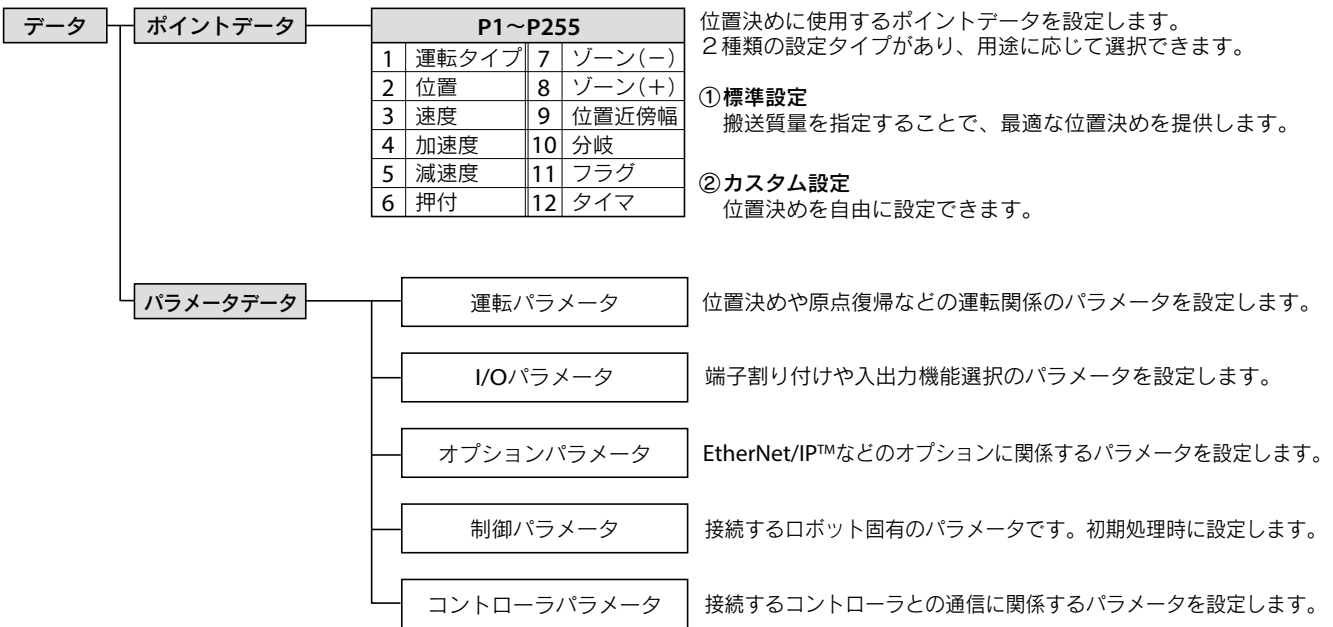 データ
ポイントデータ
P1～P255
1 運転タイプ 7 ゾーン(－)
2 位置 8 ゾーン(＋)
3 速度 9 位置近傍幅
4 加速度 10 分岐
5 減速度 11 フラグ
6 押付 12 タイマ
位置決めに使用するポイントデータを設定します。
２種類の設定タイプがあり、用途に応じて選択できます。
①標準設定
搬送質量を指定することで、最適な位置決めを提供します。
②カスタム設定
位置決めを自由に設定できます。
パラメータデータ
運転パラメータ
位置決めや原点復帰などの運転関係のパラメータを設定します。
I/Oパラメータ
端子割り付けや入出力機能選択のパラメータを設定します。
オプションパラメータ
EtherNet/IP™などのオプションに関係するパラメータを設定します。
制御パラメータ
接続するロボット固有のパラメータです。初期処理時に設定します。
コントローラパラメータ
接続するコントローラとの通信に関係するパラメータを設定します。